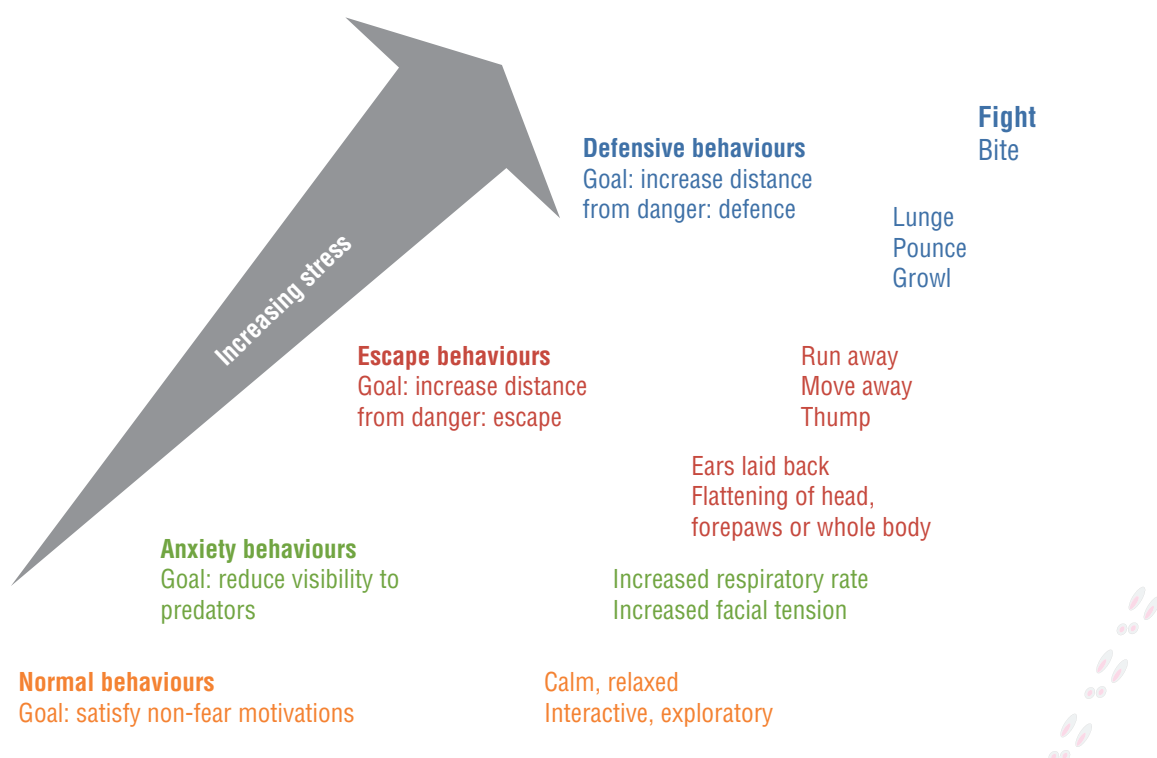 Fight
Bite
Defensive behaviours
Goal: increase distance
from danger: defence
Lunge
Pounce
Growl
Increasing stress
Escape behaviours
Goal: increase distance
from danger: escape
Run away
Move away
Thump
Ears laid back
Flattening of head,
forepaws or whole body
Anxiety behaviours
Goal: reduce visibility to
predators
Increased respiratory rate
Increased facial tension
Normal behaviours
Goal: satisfy non-fear motivations
Calm, relaxed
Interactive, exploratory